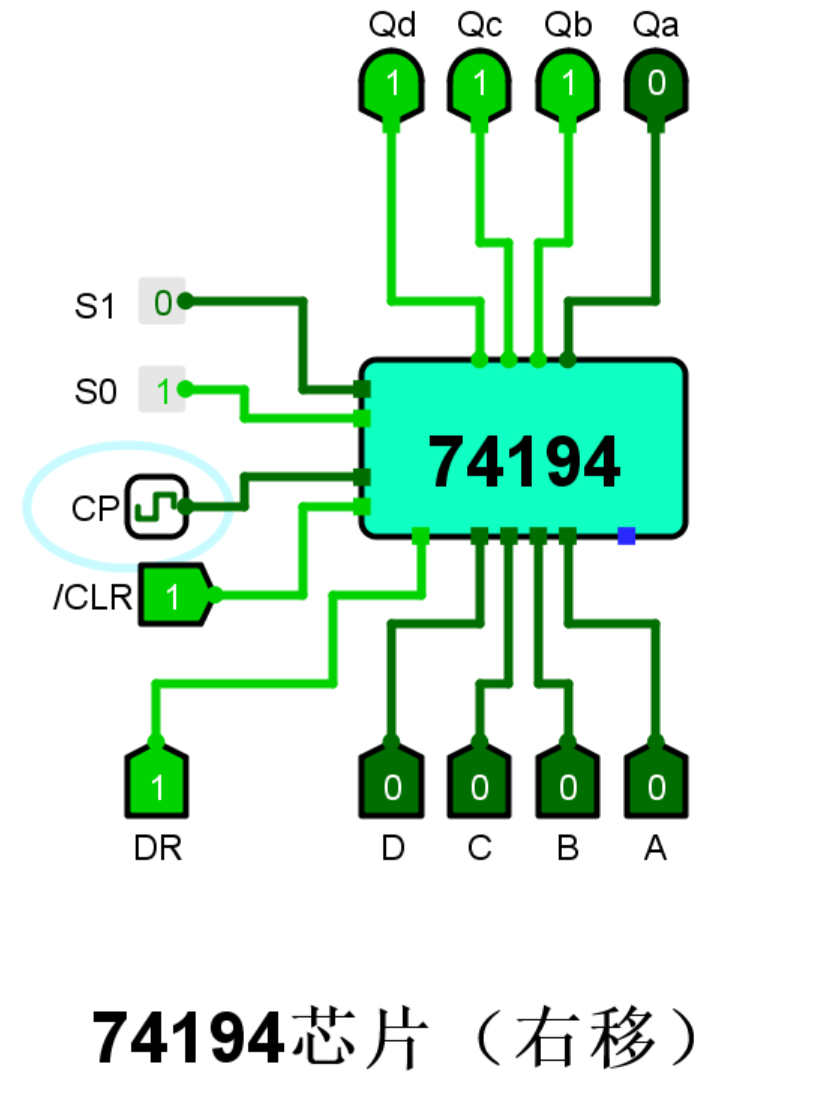 Qd Qc Qb Qa
1 1 1 0
S1 0
S0 1
74194
CP
/CLR 1
1 0 0 0 0
DR D C B A
74194芯片（右移）